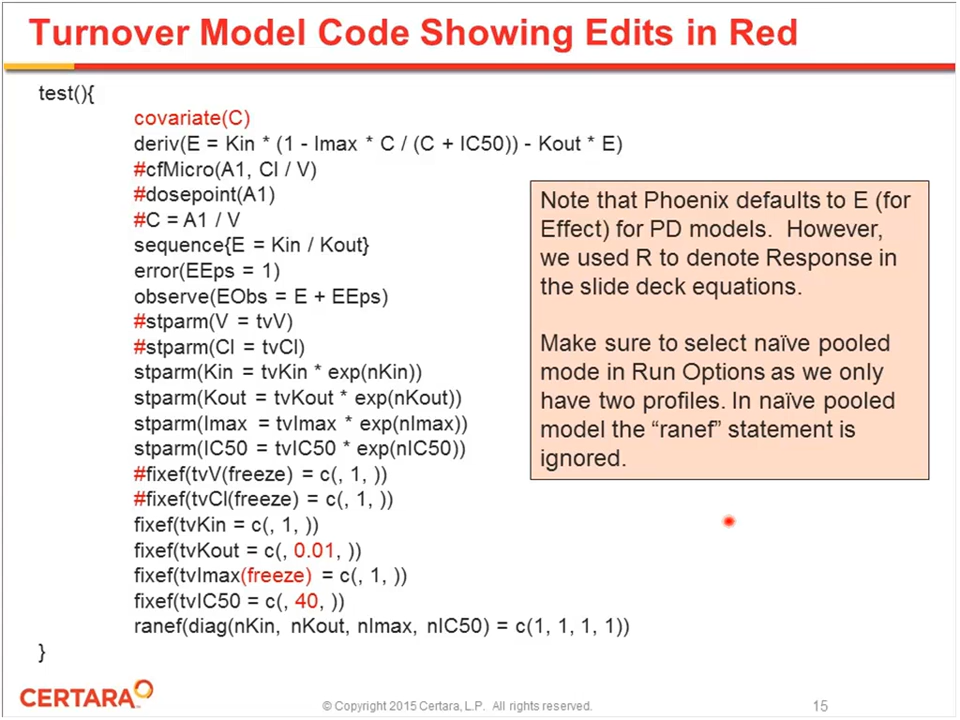 Turnover Model Code Showing Edits in Red
test(){
covariate(C)
deriv(E = Kin * (1 - Imax * C / (C + IC50)) - Kout * E)
#cfMicro(A1, Cl / V)
#dosepoint(A1)
#C = A1 / V
sequence{E = Kin / Kout}
error(EEps = 1)
observe(EObs = E + EEps)
#stparm(V = tvV)
#stparm(Cl = tvCl)
stparm(Kin = tvKin * exp(nKin))
stparm(Kout = tvKout * exp(nKout))
stparm(Imax = tvImax * exp(nImax))
stparm(IC50 = tvIC50 * exp(nIC50))
#fixef(tvV(freeze) = c(, 1, ))
#fixef(tvCl(freeze) = c(, 1, ))
fixef(tvKin = c(, 1, ))
fixef(tvKout = c(, 0.01, ))
fixef(tvImax(freeze) = c(, 1, ))
fixef(tvIC50 = c(, 40, ))
ranef(diag(nKin, nKout, nImax, nIC50) = c(1, 1, 1, 1))
}
Note that Phoenix defaults to E (for
Effect) for PD models. However,
we used R to denote Response in
the slide deck equations.
Make sure to select naïve pooled
mode in Run Options as we only
have two profiles. In naïve pooled
model the “ranef” statement is
ignored.
CERTARA
© Copyright 2015 Certara, L.P. All rights reserved.
15